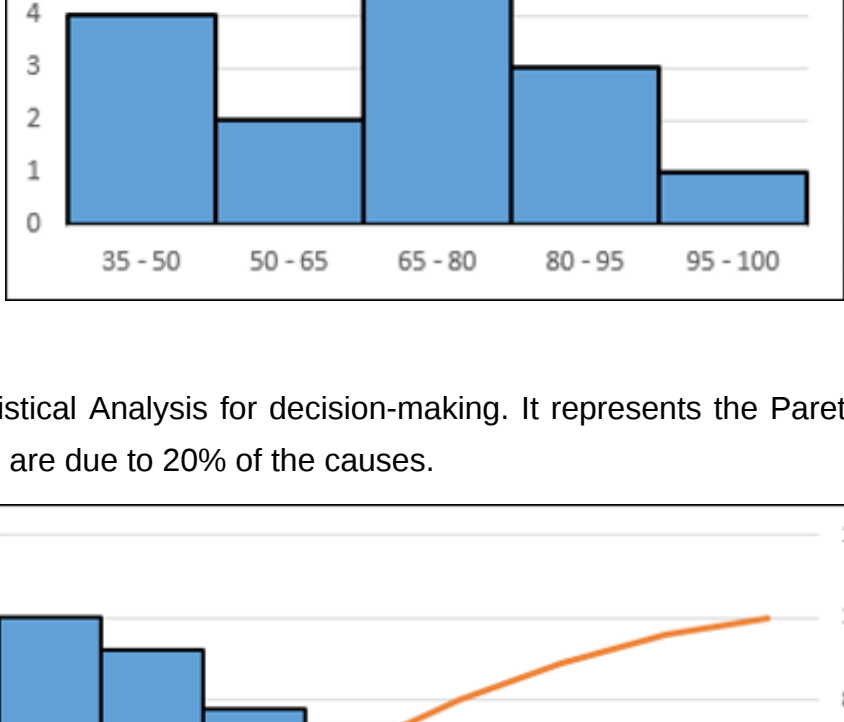 4
3
2
1
0
35 - 50 50 - 65 65 - 80 80 - 95 95 - 100
istical Analysis for decision-making. It represents the Paret
are due to 20% of the causes.